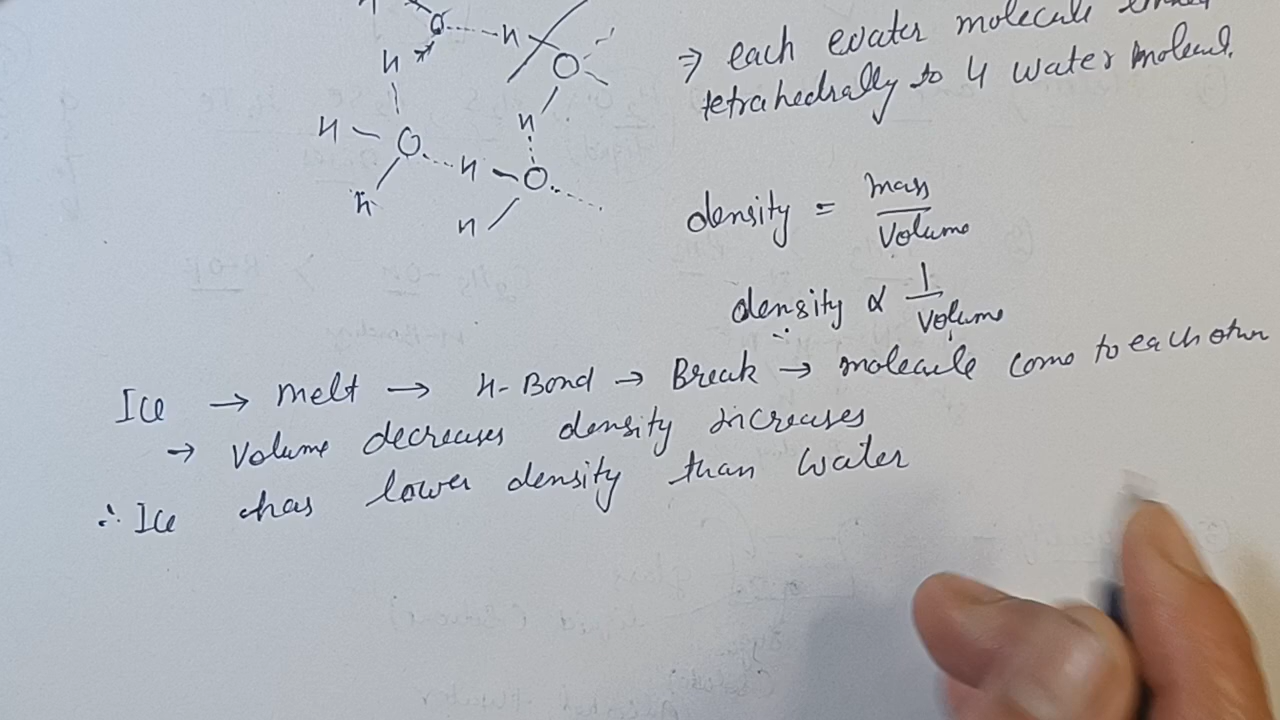 ⇒ each water molecule
tetrahedrally to 4 water molecul.
O H O
H
H O H
H O
H H
density = mass / Volume
density ∝ 1 / Volume
Ice → melt → H-Bond → Break → molecule come to each other
→ Volume decreases density increases
∴ Ice has lower density than water